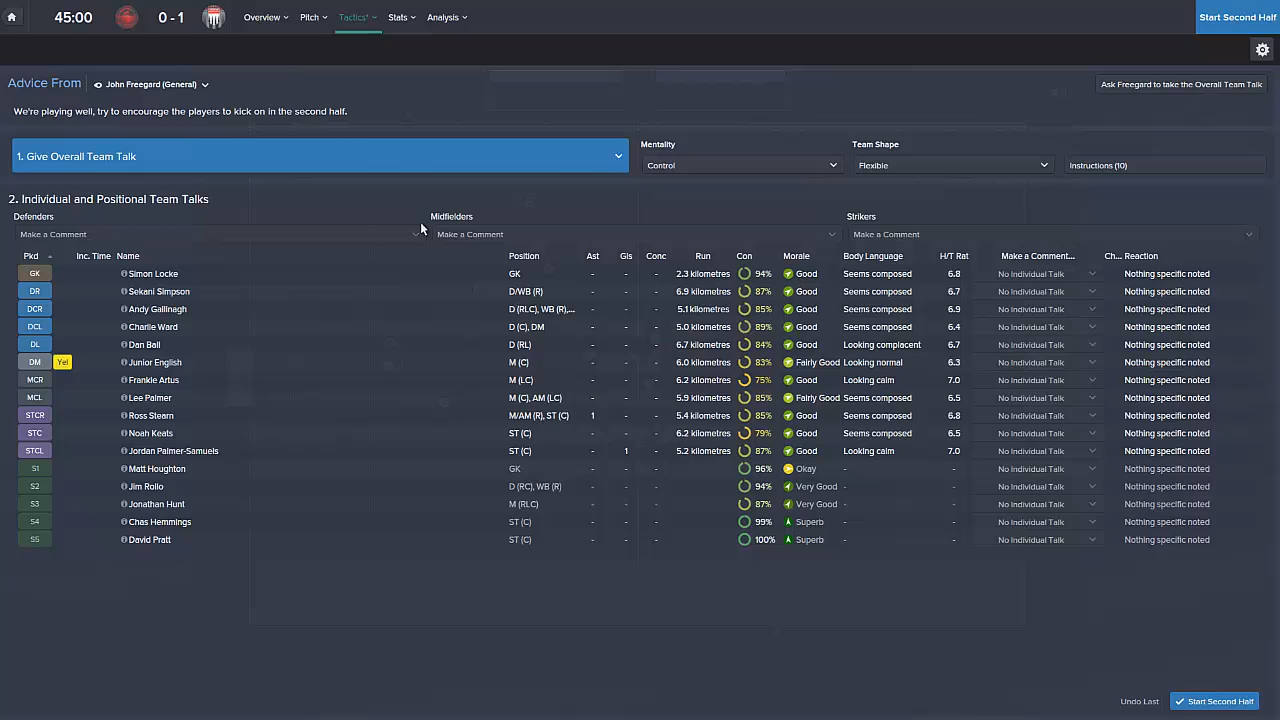 45:00 0 - 1 Overview Pitch Tactics* Stats Analysis Start Second Half
Advice From John Freegard (General) Ask Freegard to take the Overall Team Talk
We're playing well, try to encourage the players to kick on in the second half.
Mentality Team Shape
1. Give Overall Team Talk Control Flexible Instructions (10)
2. Individual and Positional Team Talks
Defenders Midfielders Strikers
Make a Comment Make a Comment Make a Comment
Pkd Inc. Time Name Position Ast Gls Conc Run Con Morale Body Language H/T Rat Make a Comment... Ch... Reaction
GK Simon Locke GK - - - 2.3 kilometres 94% Good Seems composed 6.8 No Individual Talk Nothing specific noted
DR Sekani Simpson D/WB (R) - - - 6.9 kilometres 87% Good Seems composed 6.7 No Individual Talk Nothing specific noted
DCR Andy Gallinagh D (RLC), WB (R),... - - - 5.1 kilometres 85% Good Seems composed 6.9 No Individual Talk Nothing specific noted
DCL Charlie Ward D (C), DM - - - 5.0 kilometres 89% Good Seems composed 6.4 No Individual Talk Nothing specific noted
DL Dan Ball D (RL) - - - 6.7 kilometres 84% Good Looking complacent 6.7 No Individual Talk Nothing specific noted
DM Yel Junior English M (C) - - - 6.0 kilometres 83% Fairly Good Looking normal 6.3 No Individual Talk Nothing specific noted
MCR Frankie Artus M (LC) - - - 6.2 kilometres 75% Good Looking calm 7.0 No Individual Talk Nothing specific noted
MCL Lee Palmer M (C), AM (LC) - - - 5.9 kilometres 85% Fairly Good Seems composed 6.5 No Individual Talk Nothing specific noted
STCR Ross Stearn M/AM (R), ST (C) 1 - - 5.4 kilometres 85% Good Seems composed 6.8 No Individual Talk Nothing specific noted
STC Noah Keats ST (C) - - - 6.2 kilometres 79% Good Seems composed 6.5 No Individual Talk Nothing specific noted
STCL Jordan Palmer-Samuels ST (C) - 1 - 5.2 kilometres 87% Good Looking calm 7.0 No Individual Talk Nothing specific noted
S1 Matt Houghton GK - - - 96% Okay - - No Individual Talk Nothing specific noted
S2 Jim Rollo D (RC), WB (R) - - - 94% Very Good - - No Individual Talk Nothing specific noted
S3 Jonathan Hunt M (RLC) - - - 87% Very Good - - No Individual Talk Nothing specific noted
S4 Chas Hemmings ST (C) - - - 99% Superb - - No Individual Talk Nothing specific noted
S5 David Pratt ST (C) - - - 100% Superb - - No Individual Talk Nothing specific noted
Undo Last Start Second Half